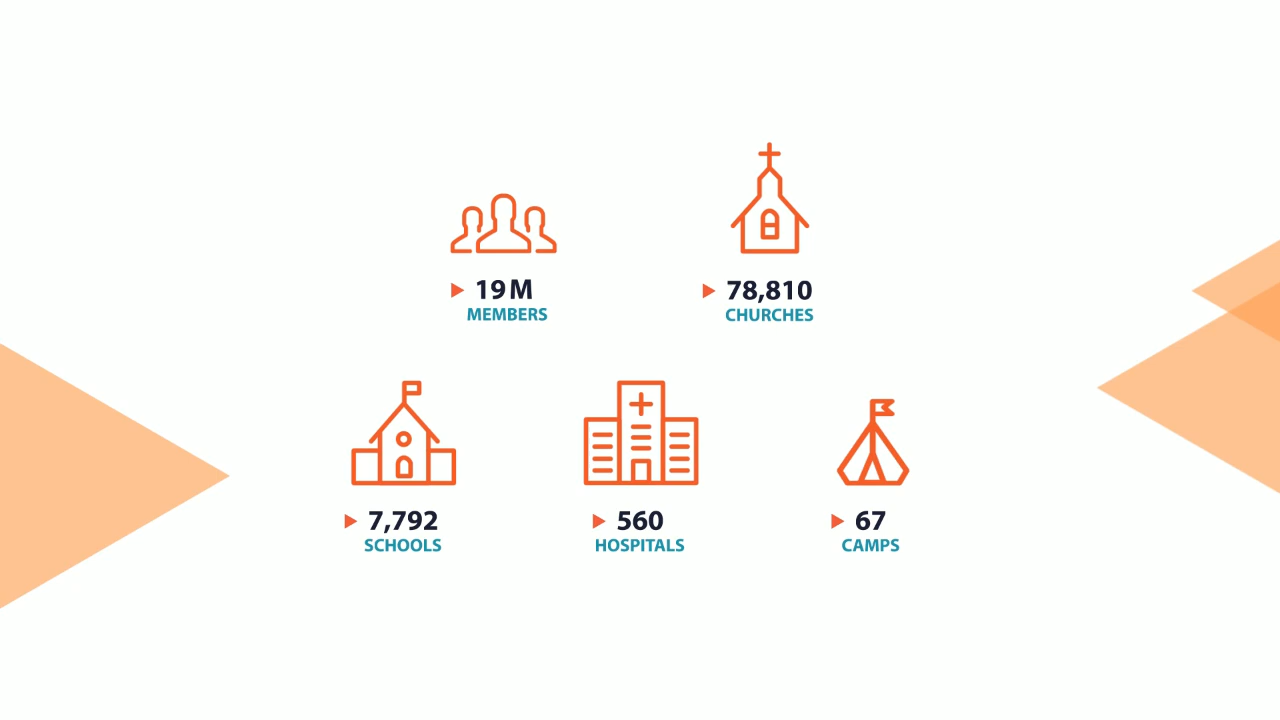 19 M
MEMBERS
78,810
CHURCHES
7,792
SCHOOLS
560
HOSPITALS
67
CAMPS